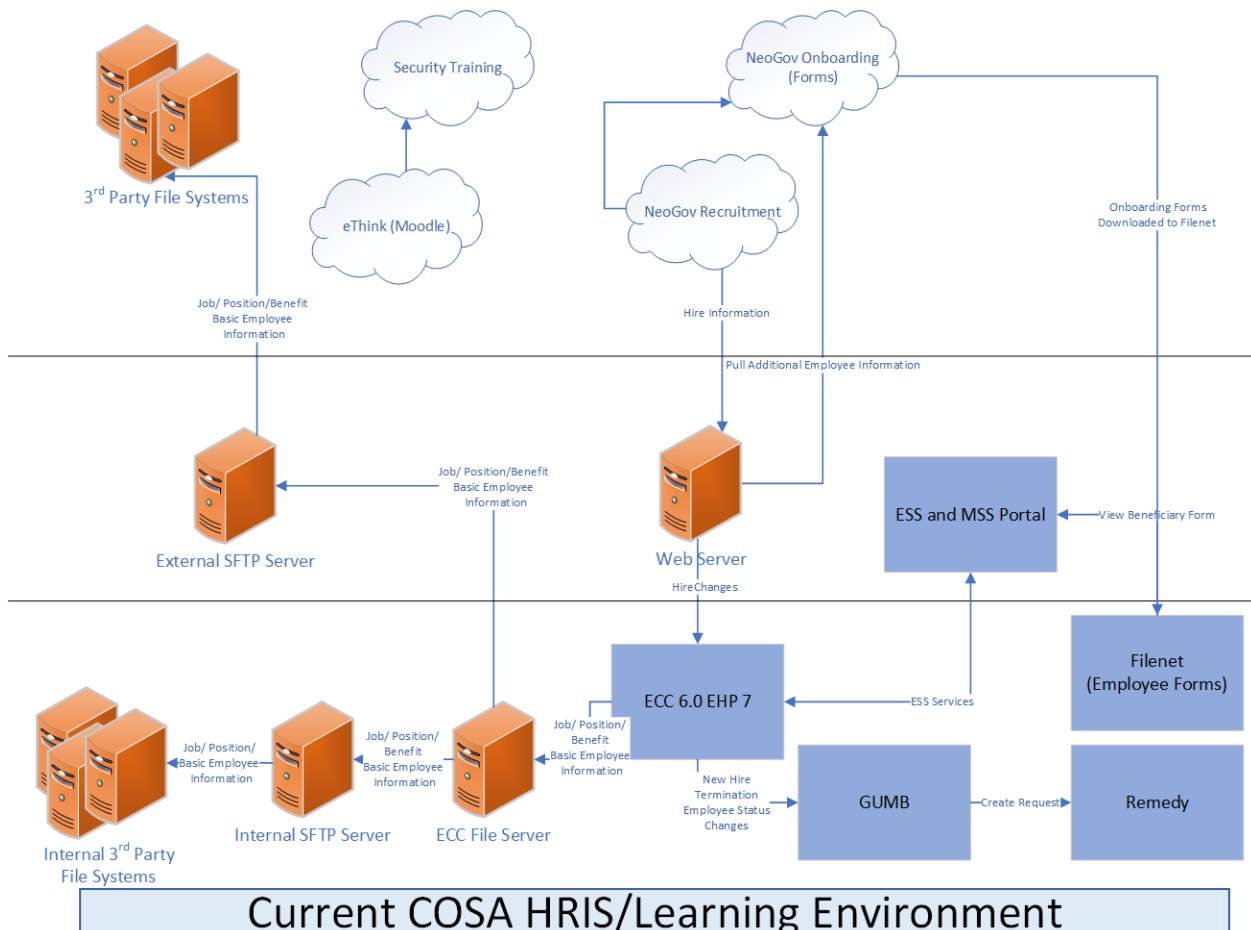 Security Training
NeoGov Onboarding
(Forms)
3rd Party File Systems
eThink (Moodle)
NeoGov Recruitment
Onboarding Forms
Downloaded to Filenet
Job/ Position/Benefit
Basic Employee
Information
Hire Information
Pull Additional Employee Information
Job/ Position/Benefit
Basic Employee
Information
ESS and MSS Portal
View Beneficiary Form
External SFTP Server
Web Server
HireChanges
Filenet
(Employee Forms)
ECC 6.0 EHP 7
ESS Services
Job/ Position/
Benefit
Basic Employee
Information
Job/ Position/
Benefit
Basic Employee
Information
Job/ Position/
Benefit
Basic Employee
Information
New Hire
Termination
Employee Status
Changes
GUMB
Create Request
Remedy
Internal SFTP Server
ECC File Server
Internal 3rd Party
File Systems
Current COSA HRIS/Learning Environment